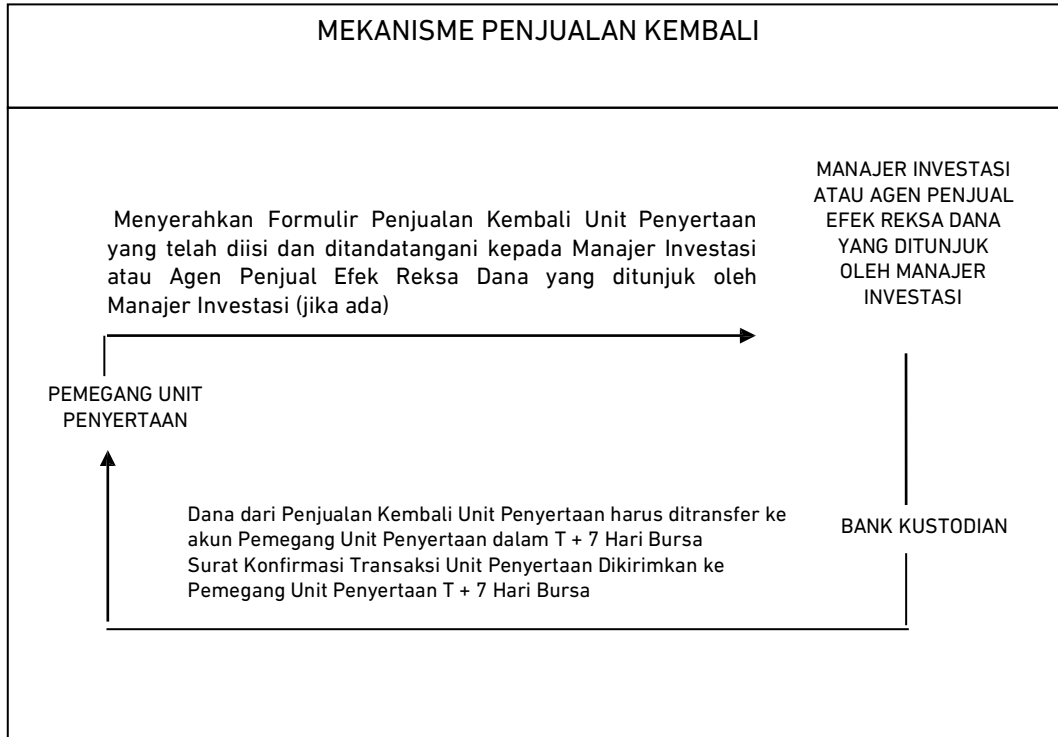 MEKANISME PENJUALAN KEMBALI
MANAJER INVESTASI
ATAU AGEN PENJUAL
EFEK REKSA DANA
YANG DITUNJUK
OLEH MANAJER
INVESTASI
Menyerahkan Formulir Penjualan Kembali Unit Penyertaan
yang telah diisi dan ditandatangani kepada Manajer Investasi
atau Agen Penjual Efek Reksa Dana yang ditunjuk oleh
Manajer Investasi (jika ada)
PEMEGANG UNIT
PENYERTAAN
Dana dari Penjualan Kembali Unit Penyertaan harus ditransfer ke
akun Pemegang Unit Penyertaan dalam T + 7 Hari Bursa
Surat Konfirmasi Transaksi Unit Penyertaan Dikirimkan ke
Pemegang Unit Penyertaan T + 7 Hari Bursa
BANK KUSTODIAN